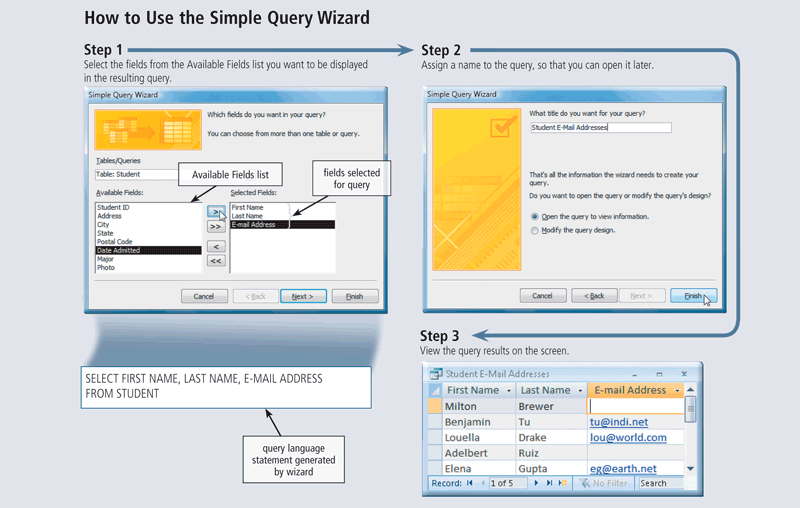 How to Use the Simple Query Wizard
Step 1
Select the fields from the Available Fields list you want to be displayed
in the resulting query.
Simple Query Wizard
Which fields do you want in your query?
You can choose from more than one table or query.
Tables/Queries
Table: Student
Available Fields list
fields selected
for query
Available Fields:
Student ID
Address
City
State
Postal Code
Date Admitted
Major
Photo
>
>>
<
<<
Selected Fields:
First Name
Last Name
E-mail Address
Cancel
< Back
Next >
Finish
SELECT FIRST NAME, LAST NAME, E-MAIL ADDRESS
FROM STUDENT
query language
statement generated
by wizard
Step 2
Assign a name to the query, so that you can open it later.
Simple Query Wizard
What title do you want for your query?
Student E-Mail Addresses
That's all the information the wizard needs to create your
query.
Do you want to open the query or modify the query's design?
Open the query to view information.
Modify the query design.
Cancel
< Back
Next >
Finish
Step 3
View the query results on the screen.
Student E-Mail Addresses
First Name Last Name E-mail Address
Milton Brewer
Benjamin Tu tu@indi.net
Louella Drake lou@world.com
Adelbert Ruiz
Elena Gupta eg@earth.net
Record: 1 of 5 No Filter Search